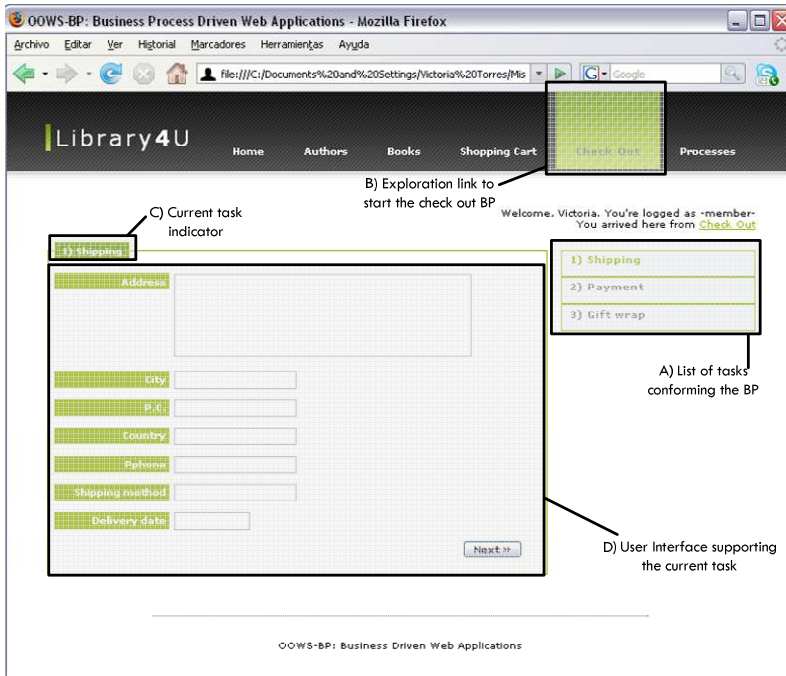 OOWS-BP: Business Process Driven Web Applications - Mozilla Firefox
Archivo Editar Ver Historial Marcadores Herramientas Ayuda
file:///C:/Documents%20and%20Settings/Victoria%20Torres/Mis
G Google
Library4U
Home Authors Books Shopping Cart Check Out Processes
B) Exploration link to
start the check out BP
C) Current task
indicator
Welcome, Victoria. You're logged as -member-
You arrived here from Check Out
1) Shipping
1) Shipping
2) Payment
3) Gift wrap
Address
A) List of tasks
conforming the BP
City
P.C.
Country
Pphone
Shipping method
Delivery date
Next »
D) User Interface supporting
the current task
OOWS-BP: Business Driven Web Applications